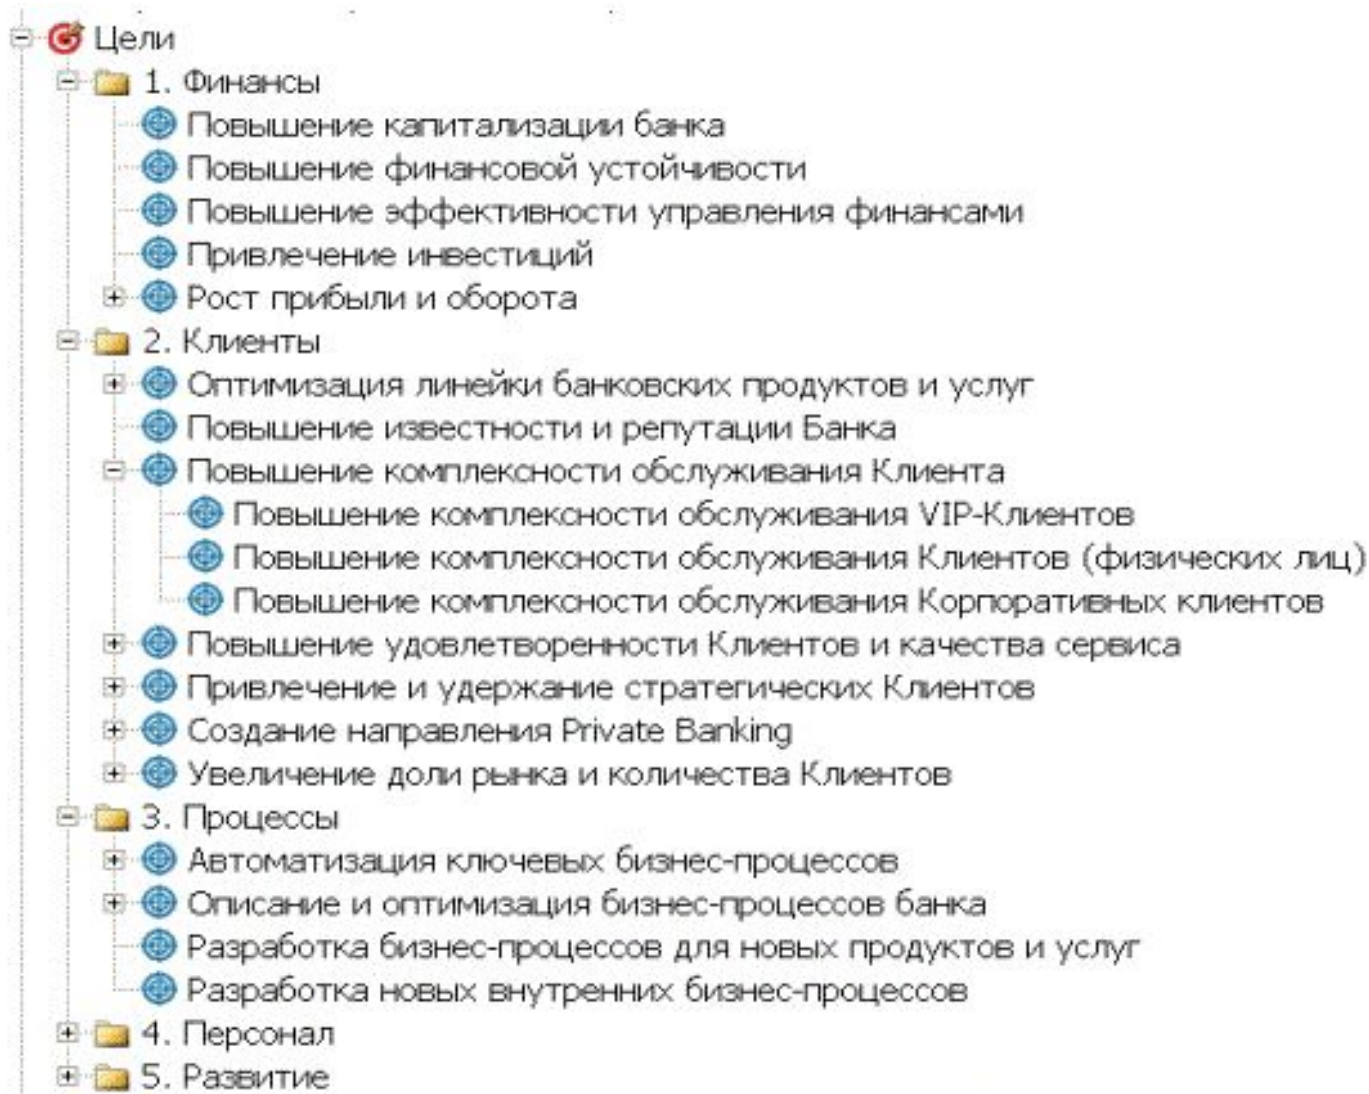 Цели
1. Финансы
Повышение капитализации банка
Повышение финансовой устойчивости
Повышение эффективности управления финансами
Привлечение инвестиций
Рост прибыли и оборота
2. Клиенты
Оптимизация линейки банковских продуктов и услуг
Повышение известности и репутации Банка
Повышение комплексности обслуживания Клиента
Повышение комплексности обслуживания VIP-Клиентов
Повышение комплексности обслуживания Клиентов (физических лиц)
Повышение комплексности обслуживания Корпоративных клиентов
Повышение удовлетворенности Клиентов и качества сервиса
Привлечение и удержание стратегических Клиентов
Создание направления Private Banking
Увеличение доли рынка и количества Клиентов
3. Процессы
Автоматизация ключевых бизнес-процессов
Описание и оптимизация бизнес-процессов банка
Разработка бизнес-процессов для новых продуктов и услуг
Разработка новых внутренних бизнес-процессов
4. Персонал
5. Развитие